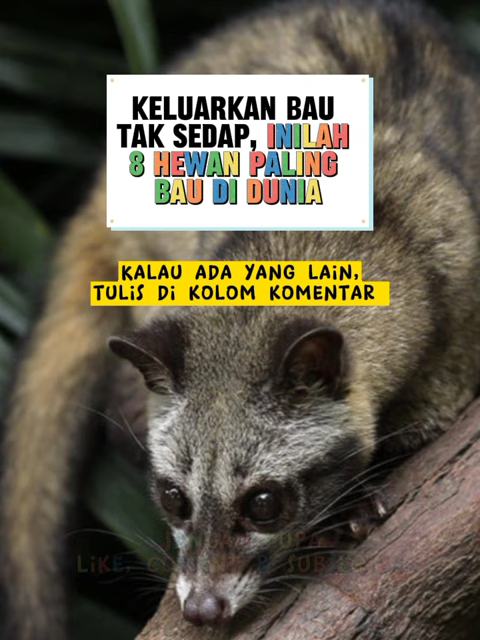 KELUARKAN BAU
TAK SEDAP, INILAH
8 HEWAN PALING
BAU DI DUNIA
KALAU ADA YANG LAIN,
TULIS DI KOLOM KOMENTAR
LIKE,